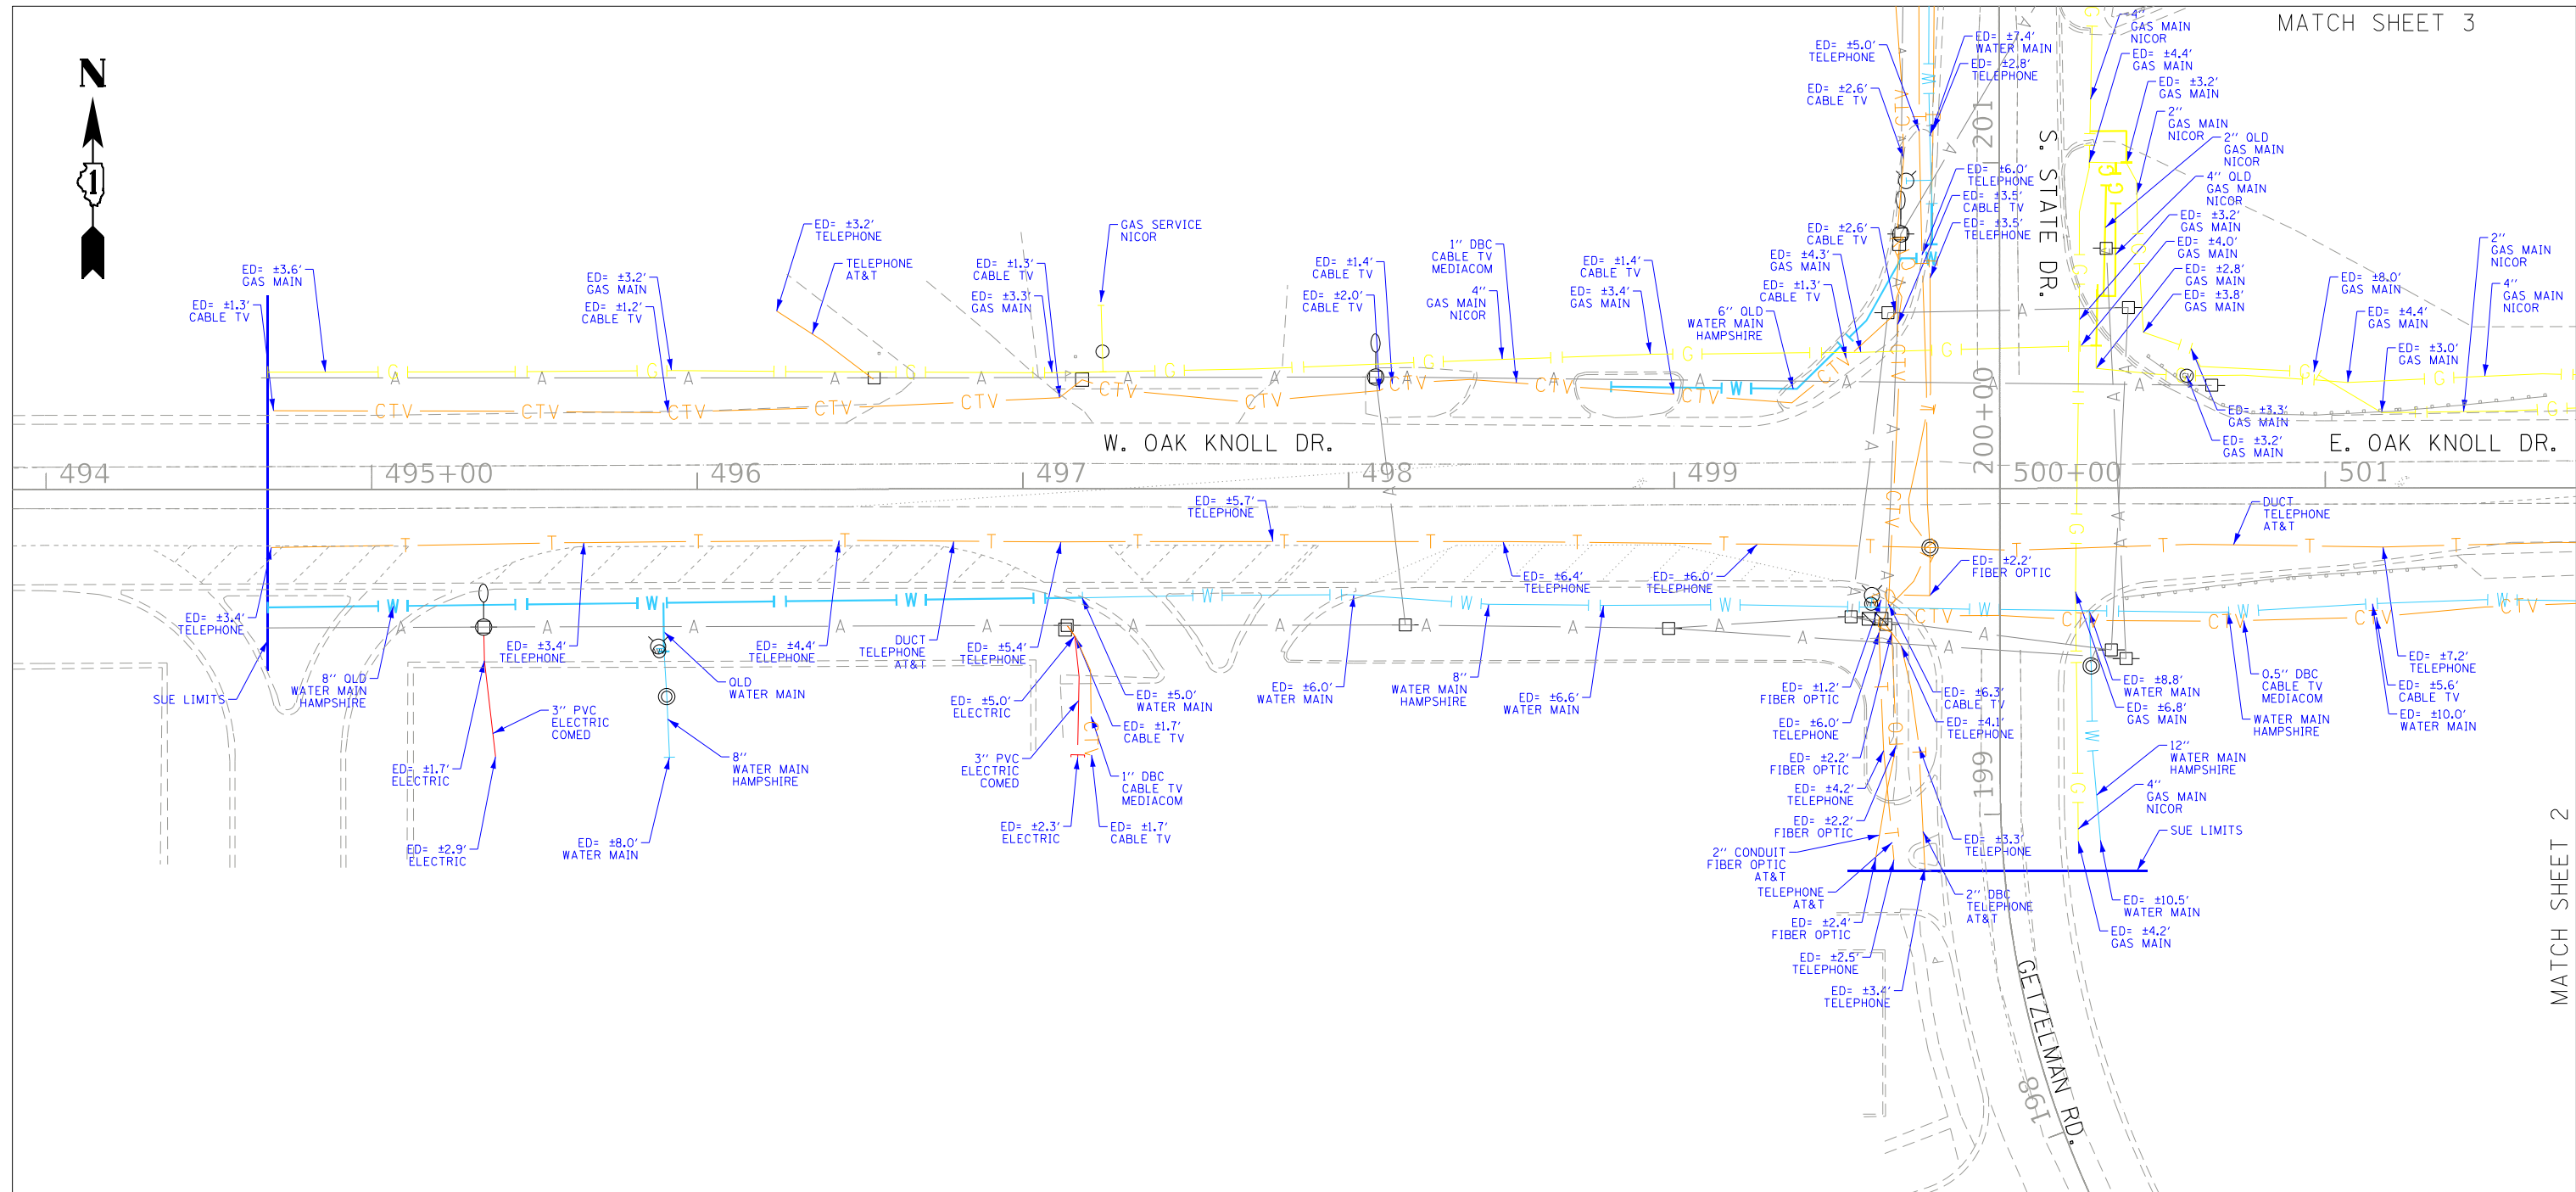 MATCH SHEET 3
N
1
ED= ±3.6'
GAS MAIN
ED= ±1.3'
CABLE TV
ED= ±3.2'
GAS MAIN
ED= ±1.2'
CABLE TV
ED= ±3.2'
TELEPHONE
TELEPHONE
AT&T
ED= ±1.3'
CABLE TV
ED= ±3.3'
GAS MAIN
GAS SERVICE
NICOR
ED= ±1.4'
CABLE TV
ED= ±2.0'
CABLE TV
1" DBC
CABLE TV
MEDIACOM
4"
GAS MAIN
NICOR
ED= ±1.4'
CABLE TV
ED= ±3.4'
GAS MAIN
6" QLD
WATER MAIN
HAMPSHIRE
ED= ±2.6'
CABLE TV
ED= ±4.3'
GAS MAIN
ED= ±1.3'
CABLE TV
ED= ±5.0'
TELEPHONE
ED= ±2.6'
CABLE TV
ED= ±7.4'
WATER MAIN
ED= ±2.8'
TELEPHONE
ED= ±6.0'
TELEPHONE
ED= ±3.5'
CABLE TV
ED= ±3.5'
TELEPHONE
S. STATE DR.
4"
GAS MAIN
NICOR
ED= ±4.4'
GAS MAIN
ED= ±3.2'
GAS MAIN
2"
GAS MAIN
NICOR
2" QLD
GAS MAIN
NICOR
4" QLD
GAS MAIN
NICOR
ED= ±3.2'
GAS MAIN
ED= ±4.0'
GAS MAIN
ED= ±2.8'
GAS MAIN
ED= ±3.8'
GAS MAIN
ED= ±8.0'
GAS MAIN
ED= ±4.4'
GAS MAIN
ED= ±3.0'
GAS MAIN
2"
GAS MAIN
NICOR
4"
GAS MAIN
NICOR
ED= ±3.3'
GAS MAIN
ED= ±3.2'
GAS MAIN
201
200+00
199
198
W. OAK KNOLL DR.
E. OAK KNOLL DR.
494
495+00
496
497
498
499
500+00
501
ED= ±5.7'
TELEPHONE
DUCT
TELEPHONE
AT&T
ED= ±3.4'
TELEPHONE
SUE LIMITS
8" QLD
WATER MAIN
HAMPSHIRE
ED= ±3.4'
TELEPHONE
3" PVC
ELECTRIC
COMED
ED= ±1.7'
ELECTRIC
ED= ±2.9'
ELECTRIC
QLD
WATER MAIN
8"
WATER MAIN
HAMPSHIRE
ED= ±8.0'
WATER MAIN
ED= ±4.4'
TELEPHONE
DUCT
TELEPHONE
AT&T
ED= ±5.4'
TELEPHONE
ED= ±5.0'
ELECTRIC
3" PVC
ELECTRIC
COMED
ED= ±2.3'
ELECTRIC
ED= ±5.0'
WATER MAIN
ED= ±1.7'
CABLE TV
1" DBC
CABLE TV
MEDIACOM
ED= ±1.7'
CABLE TV
ED= ±6.0'
WATER MAIN
8"
WATER MAIN
HAMPSHIRE
ED= ±6.4'
TELEPHONE
ED= ±6.6'
WATER MAIN
ED= ±6.0'
TELEPHONE
ED= ±2.2'
FIBER OPTIC
ED= ±1.2'
FIBER OPTIC
ED= ±6.0'
TELEPHONE
ED= ±2.2'
FIBER OPTIC
ED= ±4.2'
TELEPHONE
ED= ±2.2'
FIBER OPTIC
2" CONDUIT
FIBER OPTIC
AT&T
TELEPHONE
AT&T
ED= ±2.4'
FIBER OPTIC
ED= ±2.5'
TELEPHONE
ED= ±3.4'
TELEPHONE
ED= ±6.3'
CABLE TV
ED= ±4.1'
TELEPHONE
ED= ±3.3'
TELEPHONE
2" DBC
TELEPHONE
AT&T
ED= ±8.8'
WATER MAIN
ED= ±6.8'
GAS MAIN
12"
WATER MAIN
HAMPSHIRE
4"
GAS MAIN
NICOR
SUE LIMITS
ED= ±10.5'
WATER MAIN
ED= ±4.2'
GAS MAIN
0.5" DBC
CABLE TV
MEDIACOM
WATER MAIN
HAMPSHIRE
ED= ±7.2'
TELEPHONE
ED= ±5.6'
CABLE TV
ED= ±10.0'
WATER MAIN
GETZELMAN RD.
MATCH SHEET 2